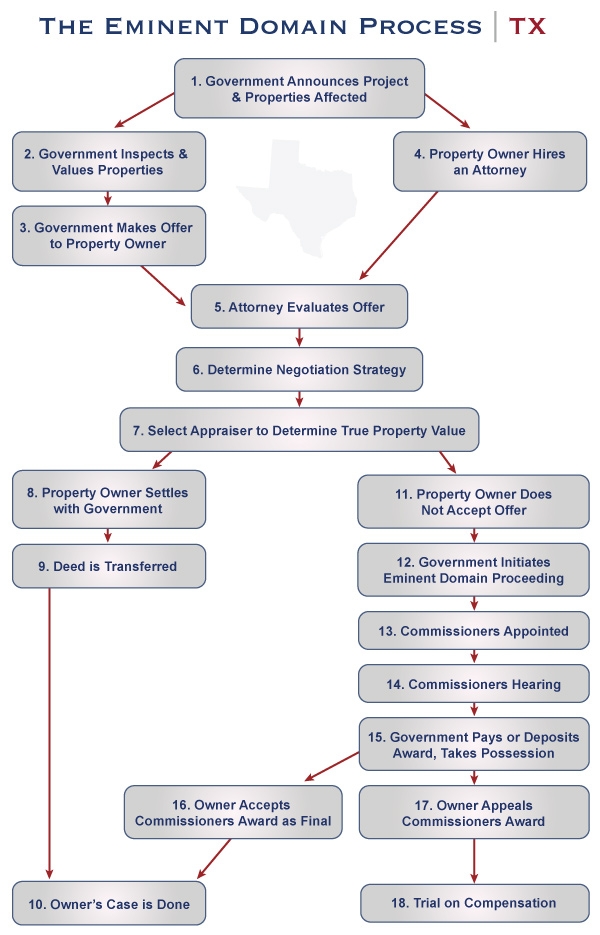 THE EMINENT DOMAIN PROCESS | TX
1. Government Announces Project
& Properties Affected
2. Government Inspects &
Values Properties
4. Property Owner Hires
an Attorney
3. Government Makes Offer
to Property Owner
5. Attorney Evaluates Offer
6. Determine Negotiation Strategy
7. Select Appraiser to Determine True Property Value
8. Property Owner Settles
with Government
11. Property Owner Does
Not Accept Offer
9. Deed is Transferred
12. Government Initiates
Eminent Domain Proceeding
13. Commissioners Appointed
14. Commissioners Hearing
15. Government Pays or Deposits
Award, Takes Possession
16. Owner Accepts
Commissioners Award as Final
17. Owner Appeals
Commissioners Award
10. Owner's Case is Done
18. Trial on Compensation